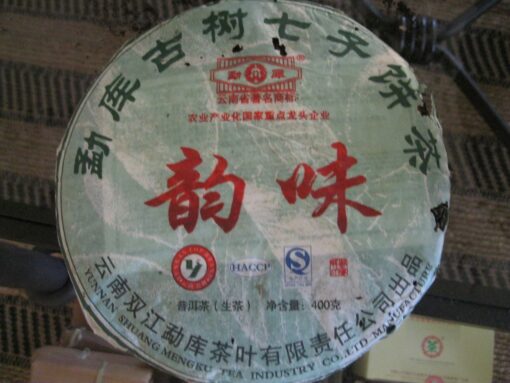 勐库古树七子饼茶
勐库
云南省著名商标
农业产业化国家重点龙头企业
韵味
HACCP
QS
普洱茶（生茶） 净含量：400克
云南双江勐库茶叶有限责任公司出品
YUNNAN SHUANG JIANG MENGKU TEA INDUSTRY CO.,LTD MANUFACTURE